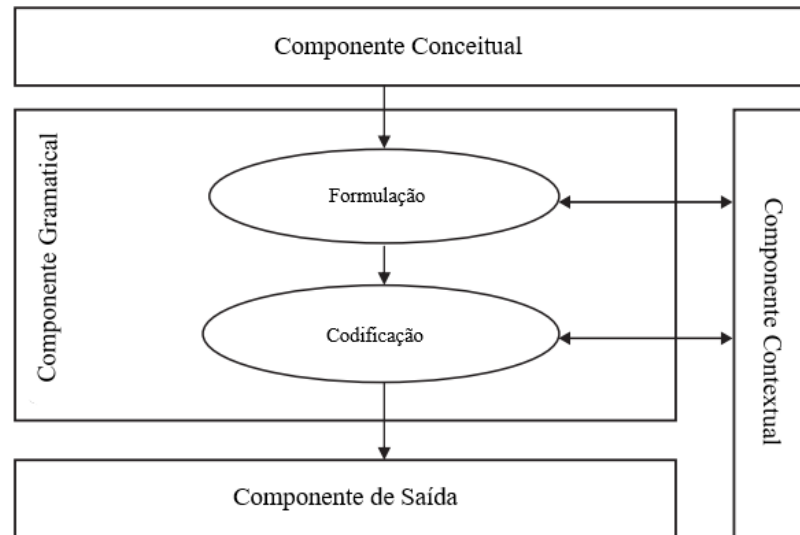 Componente Conceitual
Componente Gramatical
Formulação
Codificação
Componente Contextual
Componente de Saída